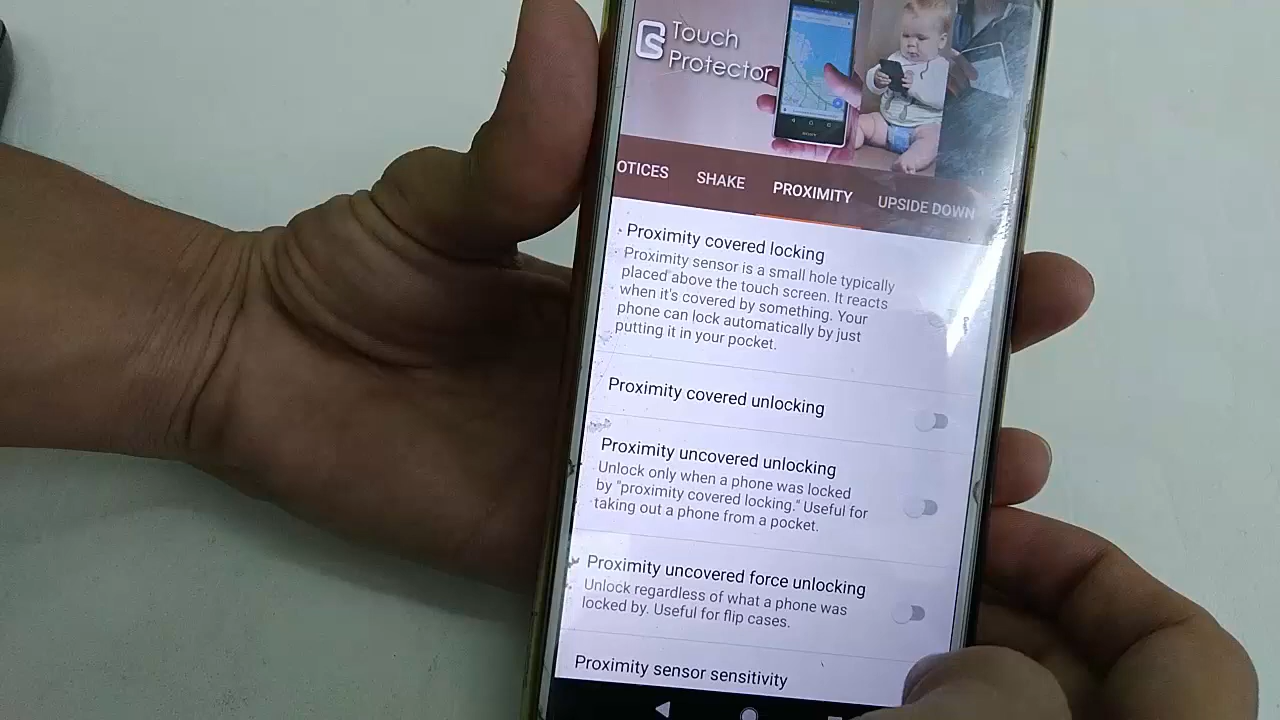 Touch
Protector
OTICES SHAKE PROXIMITY UPSIDE DOWN
Proximity covered locking
Proximity sensor is a small hole typically
placed above the touch screen. It reacts
when it's covered by something. Your
phone can lock automatically by just
putting it in your pocket.
Proximity covered unlocking
Proximity uncovered unlocking
Unlock only when a phone was locked
by "proximity covered locking." Useful for
taking out a phone from a pocket.
Proximity uncovered force unlocking
Unlock regardless of what a phone was
locked by. Useful for flip cases.
Proximity sensor sensitivity